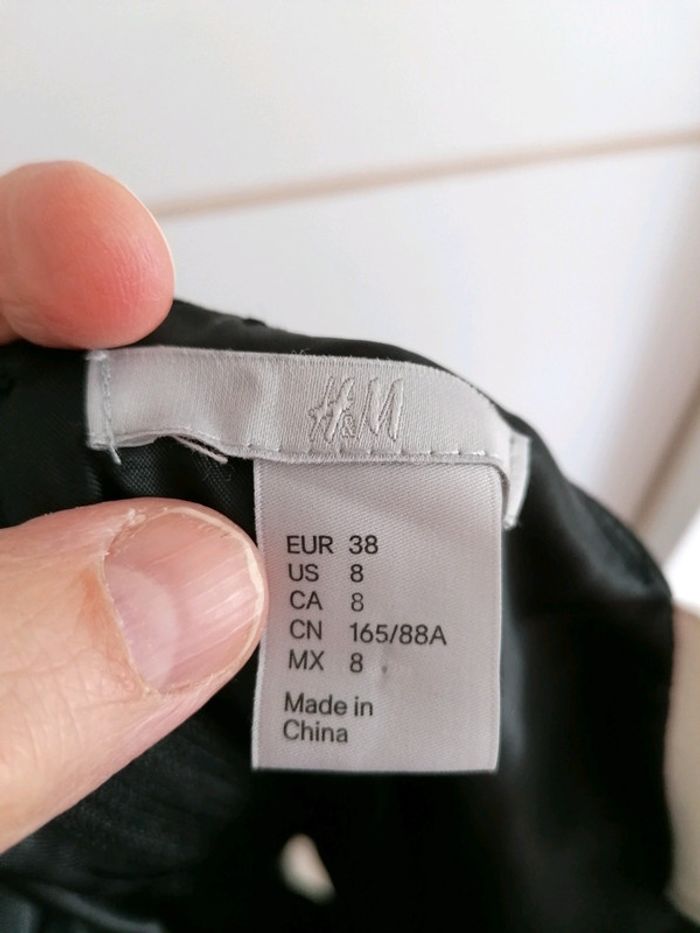 H&M
EUR 38
US 8
CA 8
CN 165/88A
MX 8
Made in
China